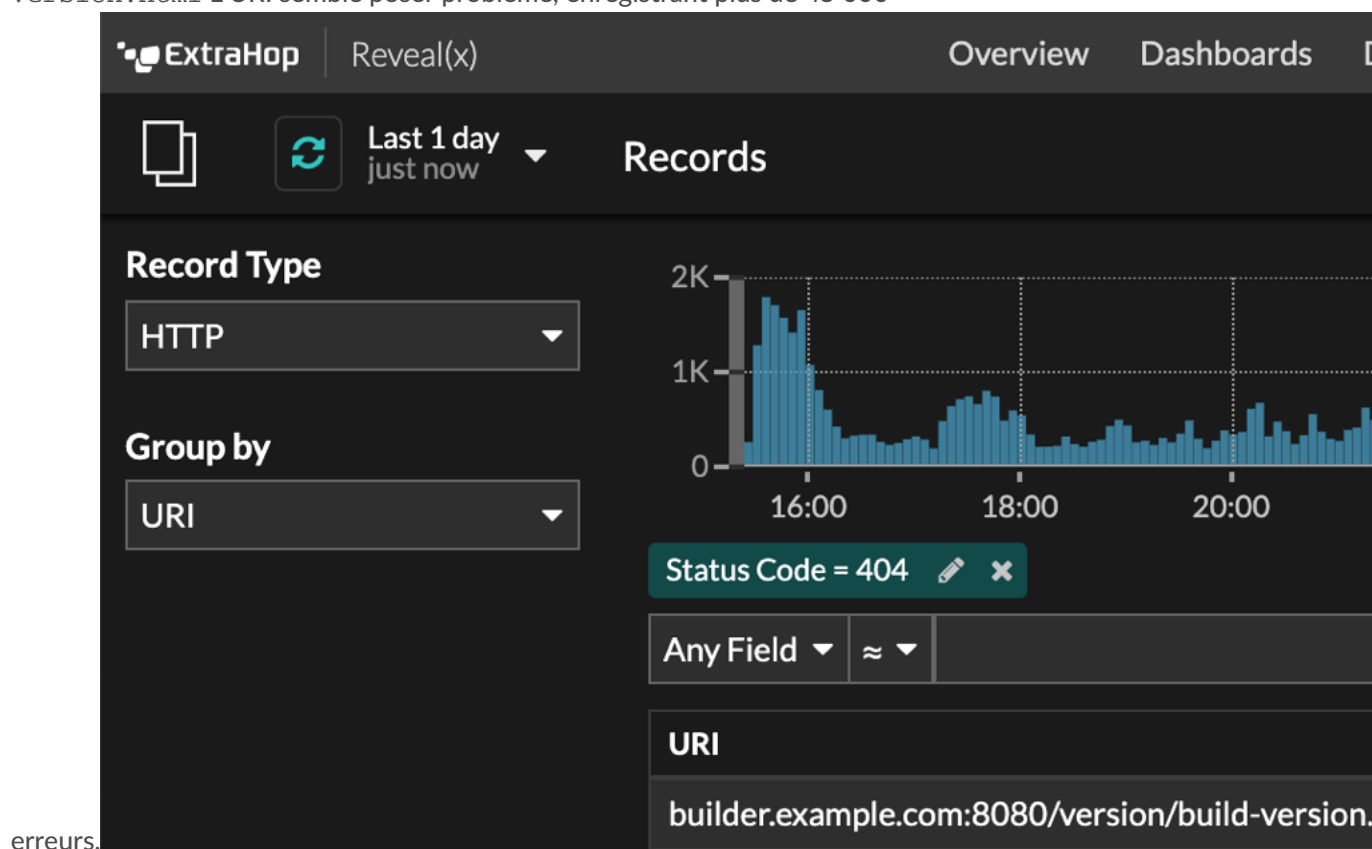 ExtraHop Reveal(x) Overview Dashboards
Last 1 day
just now
Records
Record Type
HTTP
Group by
URI
2K
1K
0
16:00 18:00 20:00
Status Code = 404
Any Field ≈
URI
builder.example.com:8080/version/build-version.
erreurs.